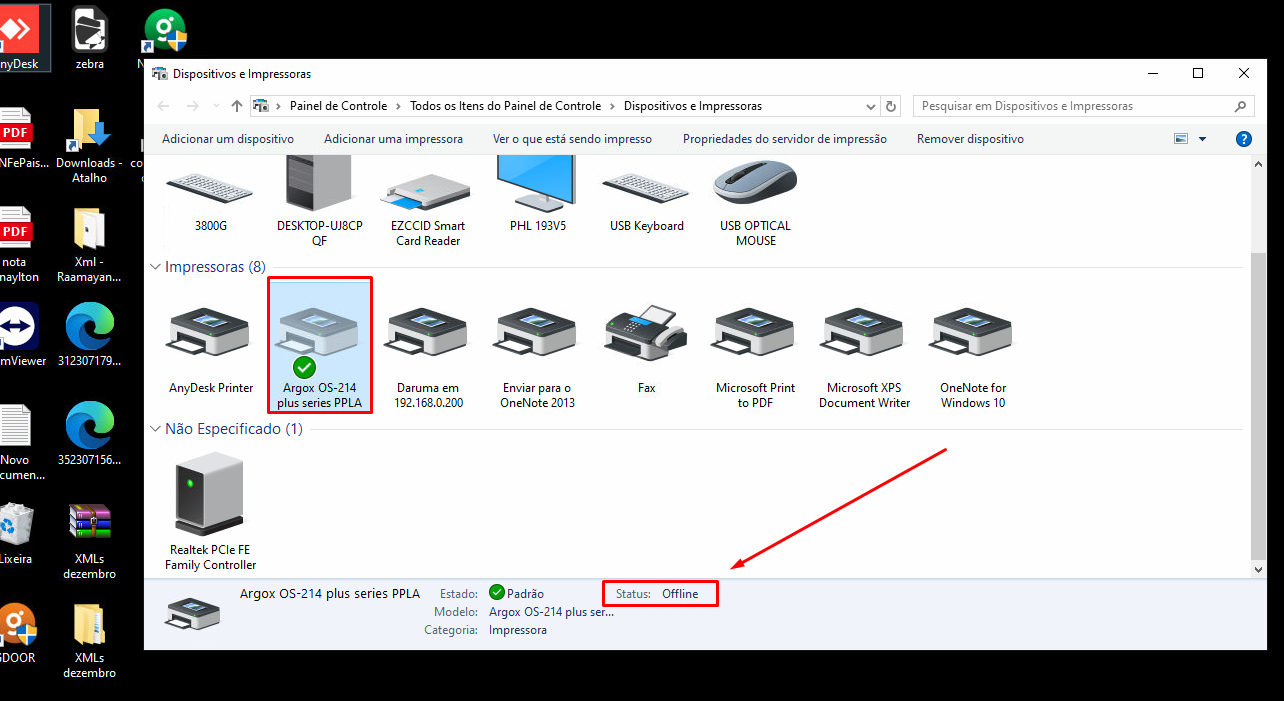 nyDesk
zebra
N
Dispositivos e Impressoras
Painel de Controle
Todos os Itens do Painel de Controle
Dispositivos e Impressoras
Pesquisar em Dispositivos e Impressoras
Adicionar um dispositivo
Adicionar uma impressora
Ver o que está sendo impresso
Propriedades do servidor de impressão
Remover dispositivo
?
PDF
NFePais...
Downloads -
Atalho
co
3800G
DESKTOP-UJ8CP
QF
EZCCID Smart
Card Reader
PHL 193V5
USB Keyboard
USB OPTICAL
MOUSE
PDF
nota
naylton
Xml -
Raamayan...
Impressoras (8)
mViewer
312307179...
AnyDesk Printer
Argox OS-214
plus series PPLA
Daruma em
192.168.0.200
Enviar para o
OneNote 2013
Fax
Microsoft Print
to PDF
Microsoft XPS
Document Writer
OneNote for
Windows 10
Não Especificado (1)
Novo
cumen...
352307156...
Realtek PCIe FE
Family Controller
Lixeira
XMLs
dezembro
Argox OS-214 plus series PPLA
Estado:
Padrão
Status:
Offline
Modelo:
Argox OS-214 plus ser...
Categoria:
Impressora
GDOOR
XMLs
dezembro